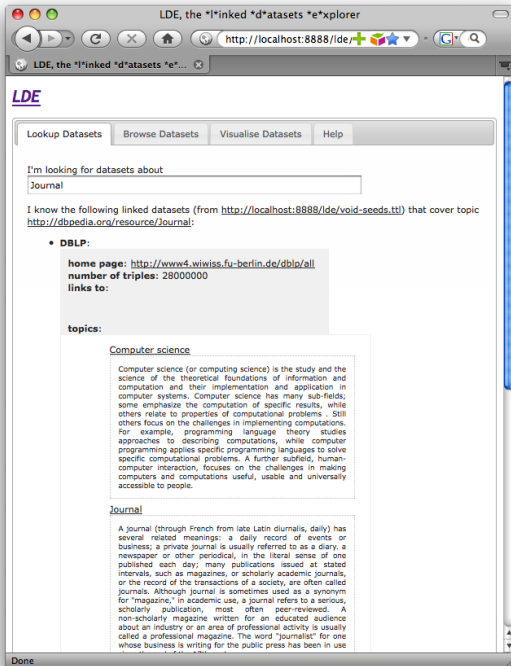 LDE, the *l*inked *d*atasets *e*xplorer
http://localhost:8888/lde/
LDE, the *l*inked *d*atasets *e*...
LDE
Lookup Datasets
Browse Datasets
Visualise Datasets
Help
I'm looking for datasets about
Journal
I know the following linked datasets (from http://localhost:8888/lde/void-seeds.ttl) that cover topic
http://dbpedia.org/resource/Journal:
• DBLP:
home page: http://www4.wiwiss.fu-berlin.de/dblp/all
number of triples: 28000000
links to:
topics:
Computer science
Computer science (or computing science) is the study and the
science of the theoretical foundations of information and
computation and their implementation and application in
computer systems. Computer science has many sub-fields;
some emphasize the computation of specific results, while
others relate to properties of computational problems . Still
others focus on the challenges in implementing computations.
For example, programming language theory studies
approaches to describing computations, while computer
programming applies specific programming languages to solve
specific computational problems. A further subfield, human-
computer interaction, focuses on the challenges in making
computers and computations useful, usable and universally
accessible to people.
Journal
A journal (through French from late Latin diurnalis, daily) has
several related meanings: a daily record of events or
business; a private journal is usually referred to as a diary. a
newspaper or other periodical, in the literal sense of one
published each day; many publications issued at stated
intervals, such as magazines, or scholarly academic journals,
or the record of the transactions of a society, are often called
journals. Although journal is sometimes used as a synonym
for "magazine," in academic use, a journal refers to a serious,
scholarly publication, most often peer-reviewed. A
non-scholarly magazine written for an educated audience
about an industry or an area of professional activity is usually
called a professional magazine. The word "journalist" for one
whose business is writing for the public press has been in use
Done